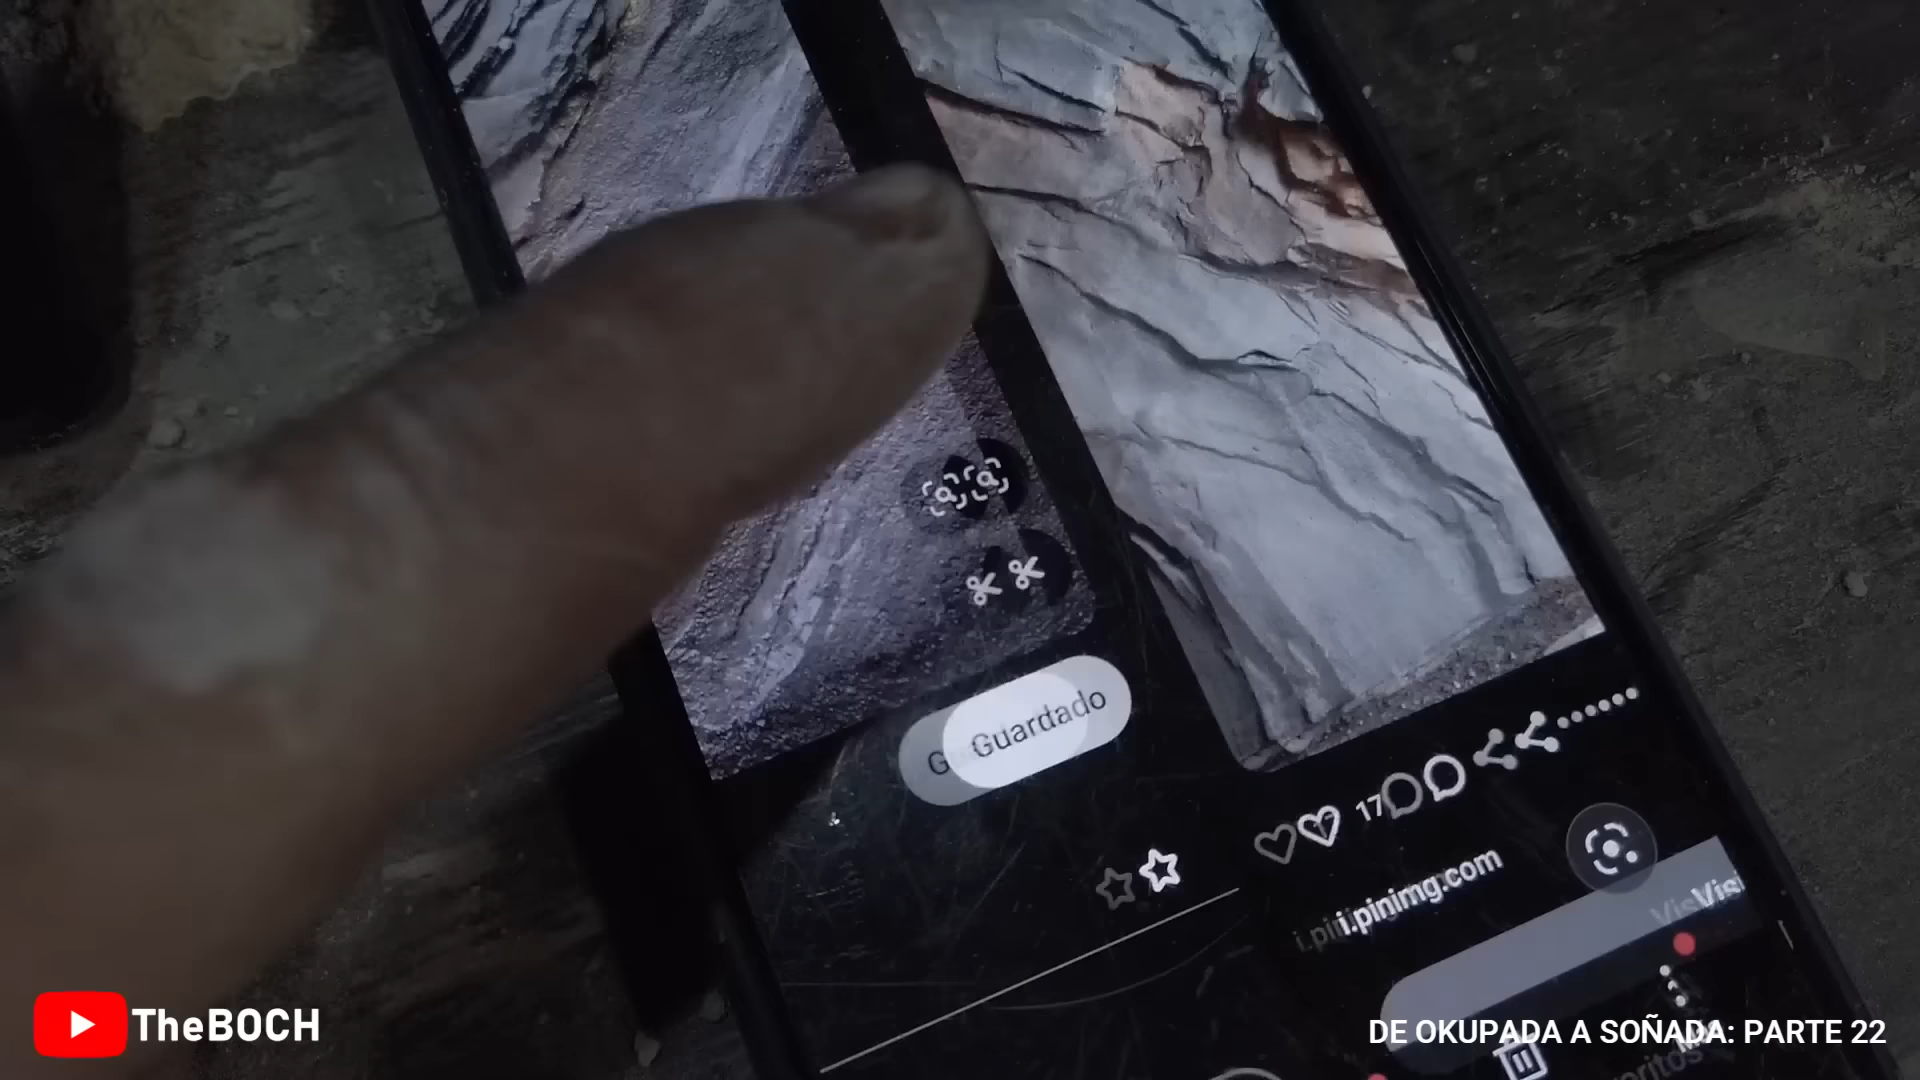 Guardado
17
i.pinimg.com
TheBOCH
DE OKUPADA A SOÑADA: PARTE 22